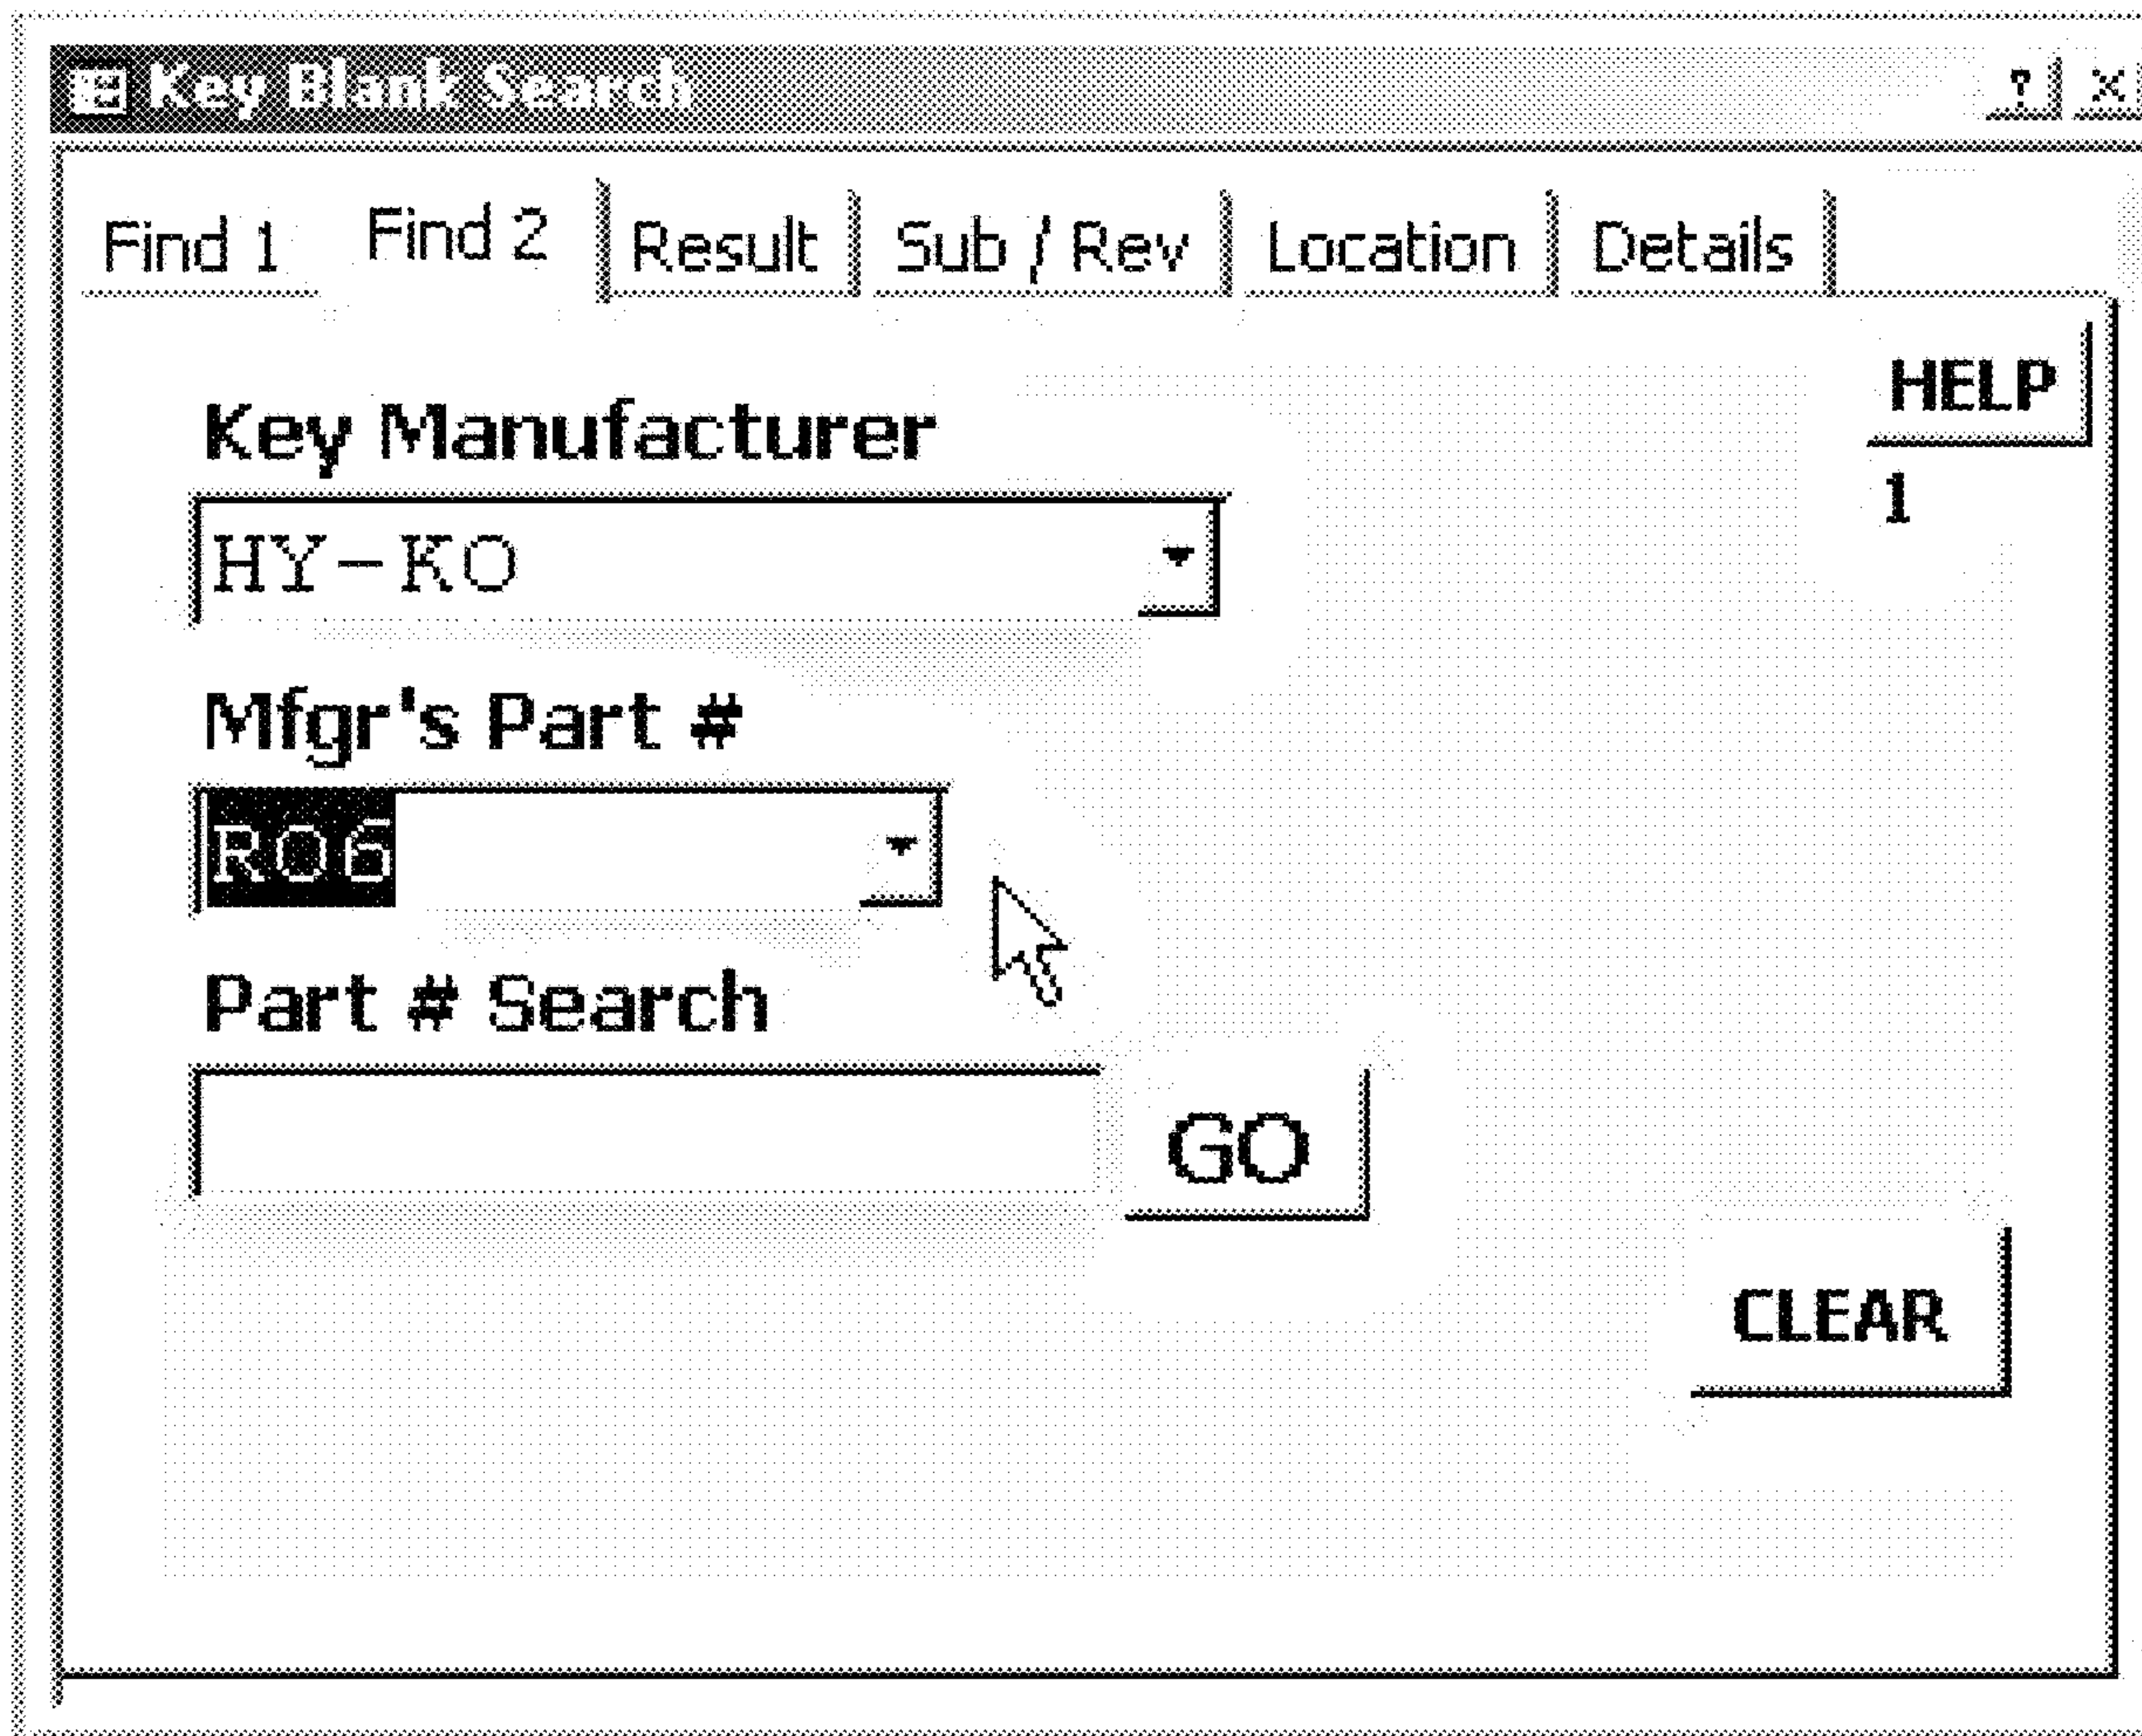 Key Blank Search ? X
Find 1 Find 2 Result Sub / Rev Location Details
HELP
1
Key Manufacturer
HY-KO
Mfgr's Part #
RO6
Part # Search
GO
CLEAR